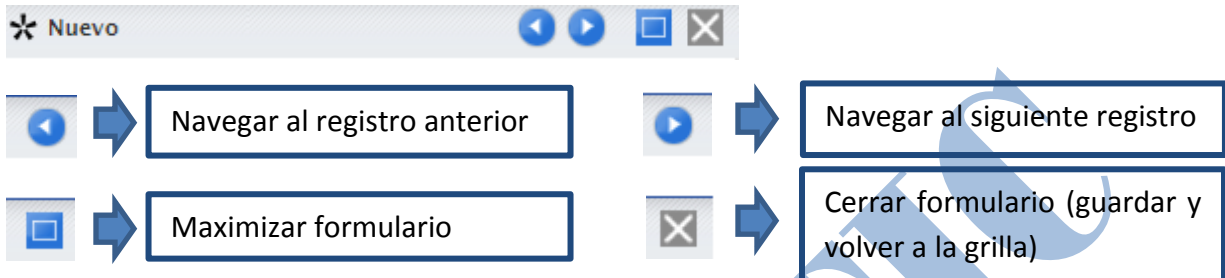 Nuevo
Navegar al registro anterior
Navegar al siguiente registro
Maximizar formulario
Cerrar formulario (guardar y
volver a la grilla)